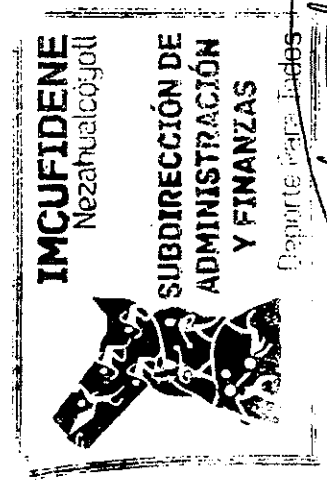 IMCUFIDENE
Nezahualcóyotl
SUBDIRECCIÓN DE
ADMINISTRACIÓN
Y FINANZAS
Deporte Para Todos